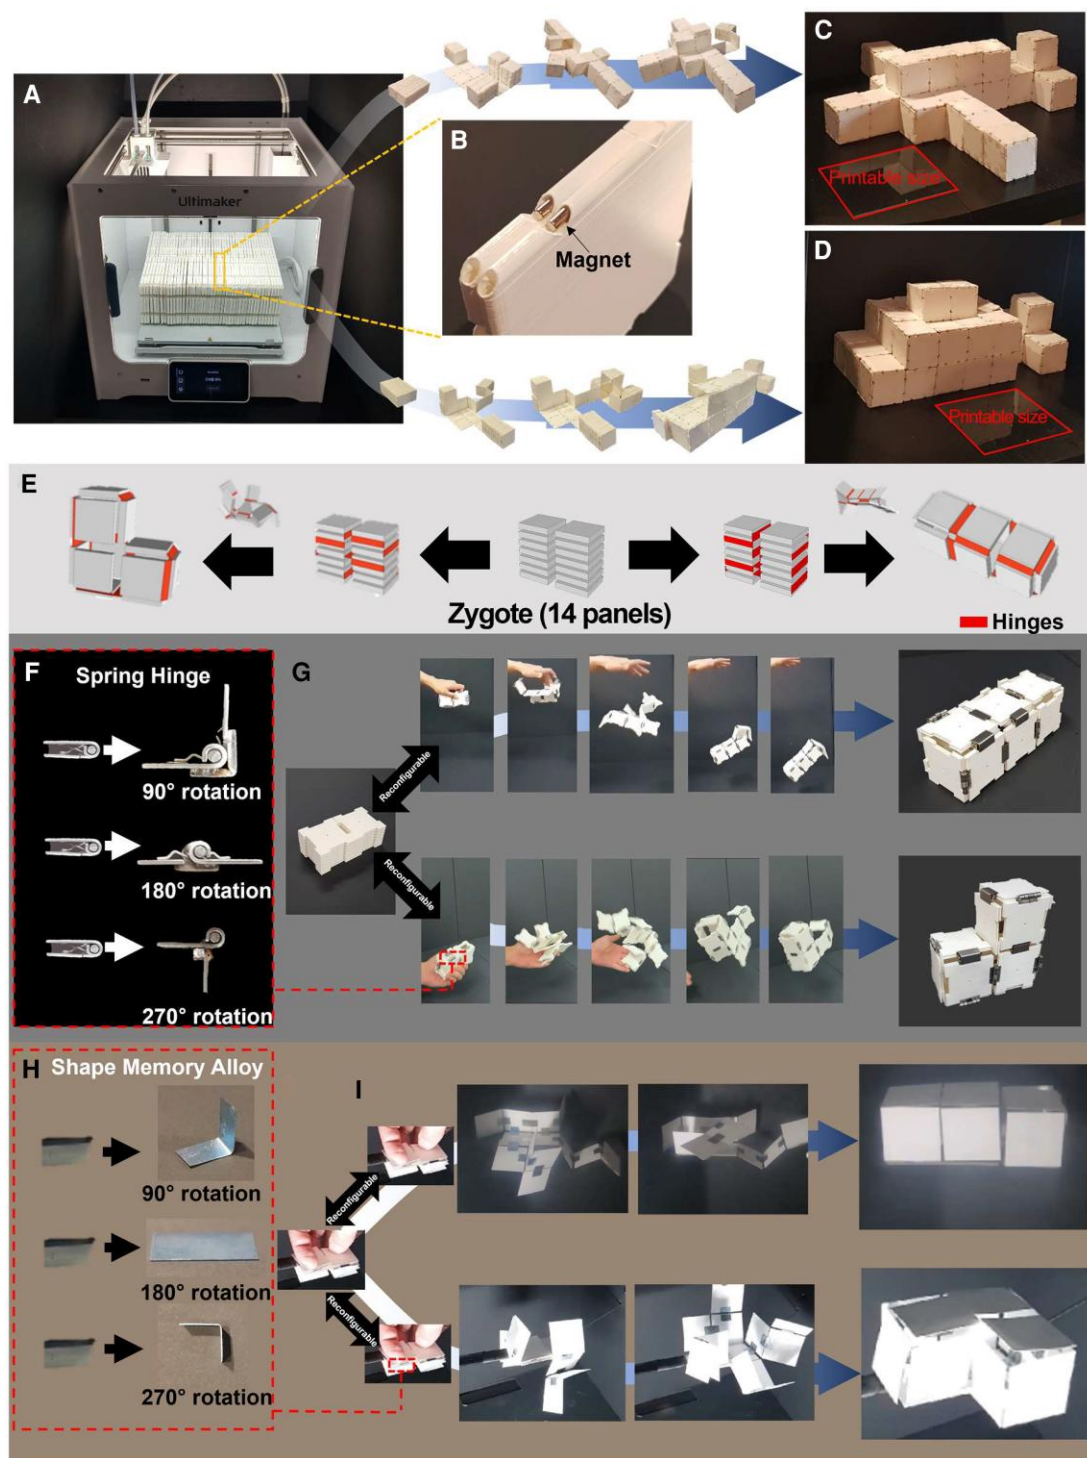 A
Ultimaker
B
Magnet
C
Printable size
D
Printable size
E
Zygote (14 panels)
Hinges
F
Spring Hinge
90° rotation
180° rotation
270° rotation
G
Reconfigurable
Reconfigurable
H
Shape Memory Alloy
90° rotation
180° rotation
270° rotation
I
Reconfigurable
Reconfigurable